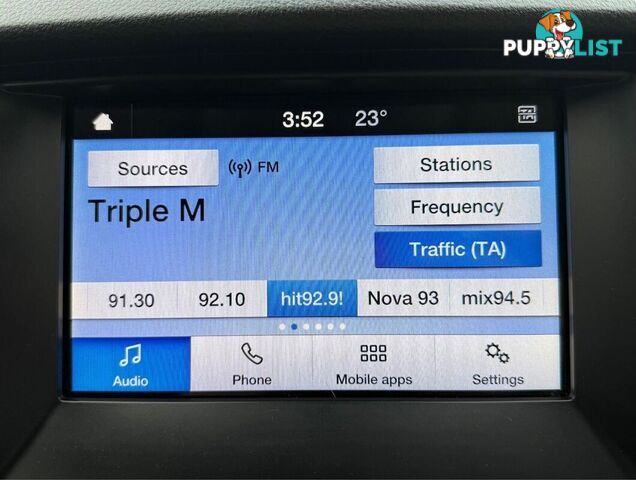 PUPPYLIST
3:52 23° TA
Sources FM Stations
Triple M Frequency
Traffic (TA)
91.30 92.10 hit92.9! Nova 93 mix94.5
Audio Phone Mobile apps Settings